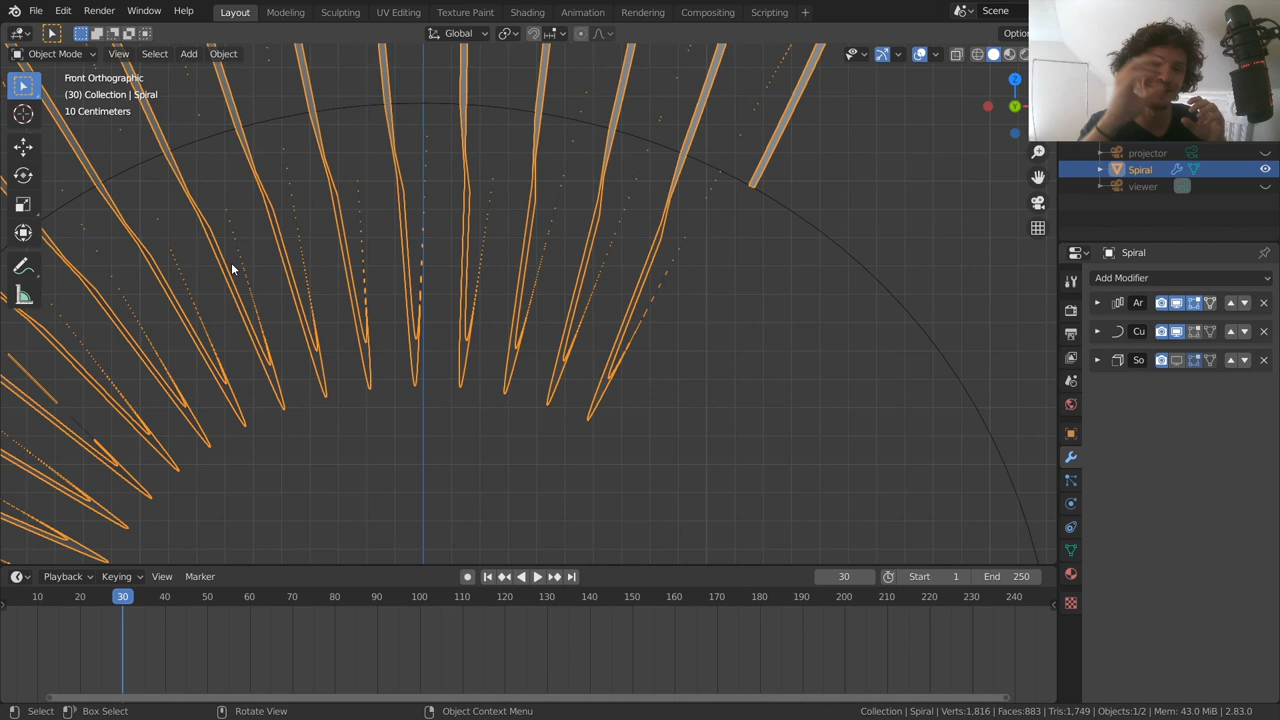 File Edit Render Window Help Layout Modeling Sculpting UV Editing Texture Paint Shading Animation Rendering Compositing Scripting + Scene
Global Optio
Object Mode View Select Add Object
Front Orthographic
(30) Collection | Spiral
10 Centimeters
X
Z
Y
projector
Spiral
viewer
Spiral
Add Modifier
Ar
Cu
So
Playback Keying View Marker 30 Start 1 End 250
10 20 30 40 50 60 70 80 90 100 110 120 130 140 150 160 170 180 190 200 210 220 230 240
Select Box Select Rotate View Object Context Menu Collection | Spiral | Verts:1,816 | Faces:883 | Tris:1,749 | Objects:1/2 | Mem: 43.0 MiB | 2.83.0